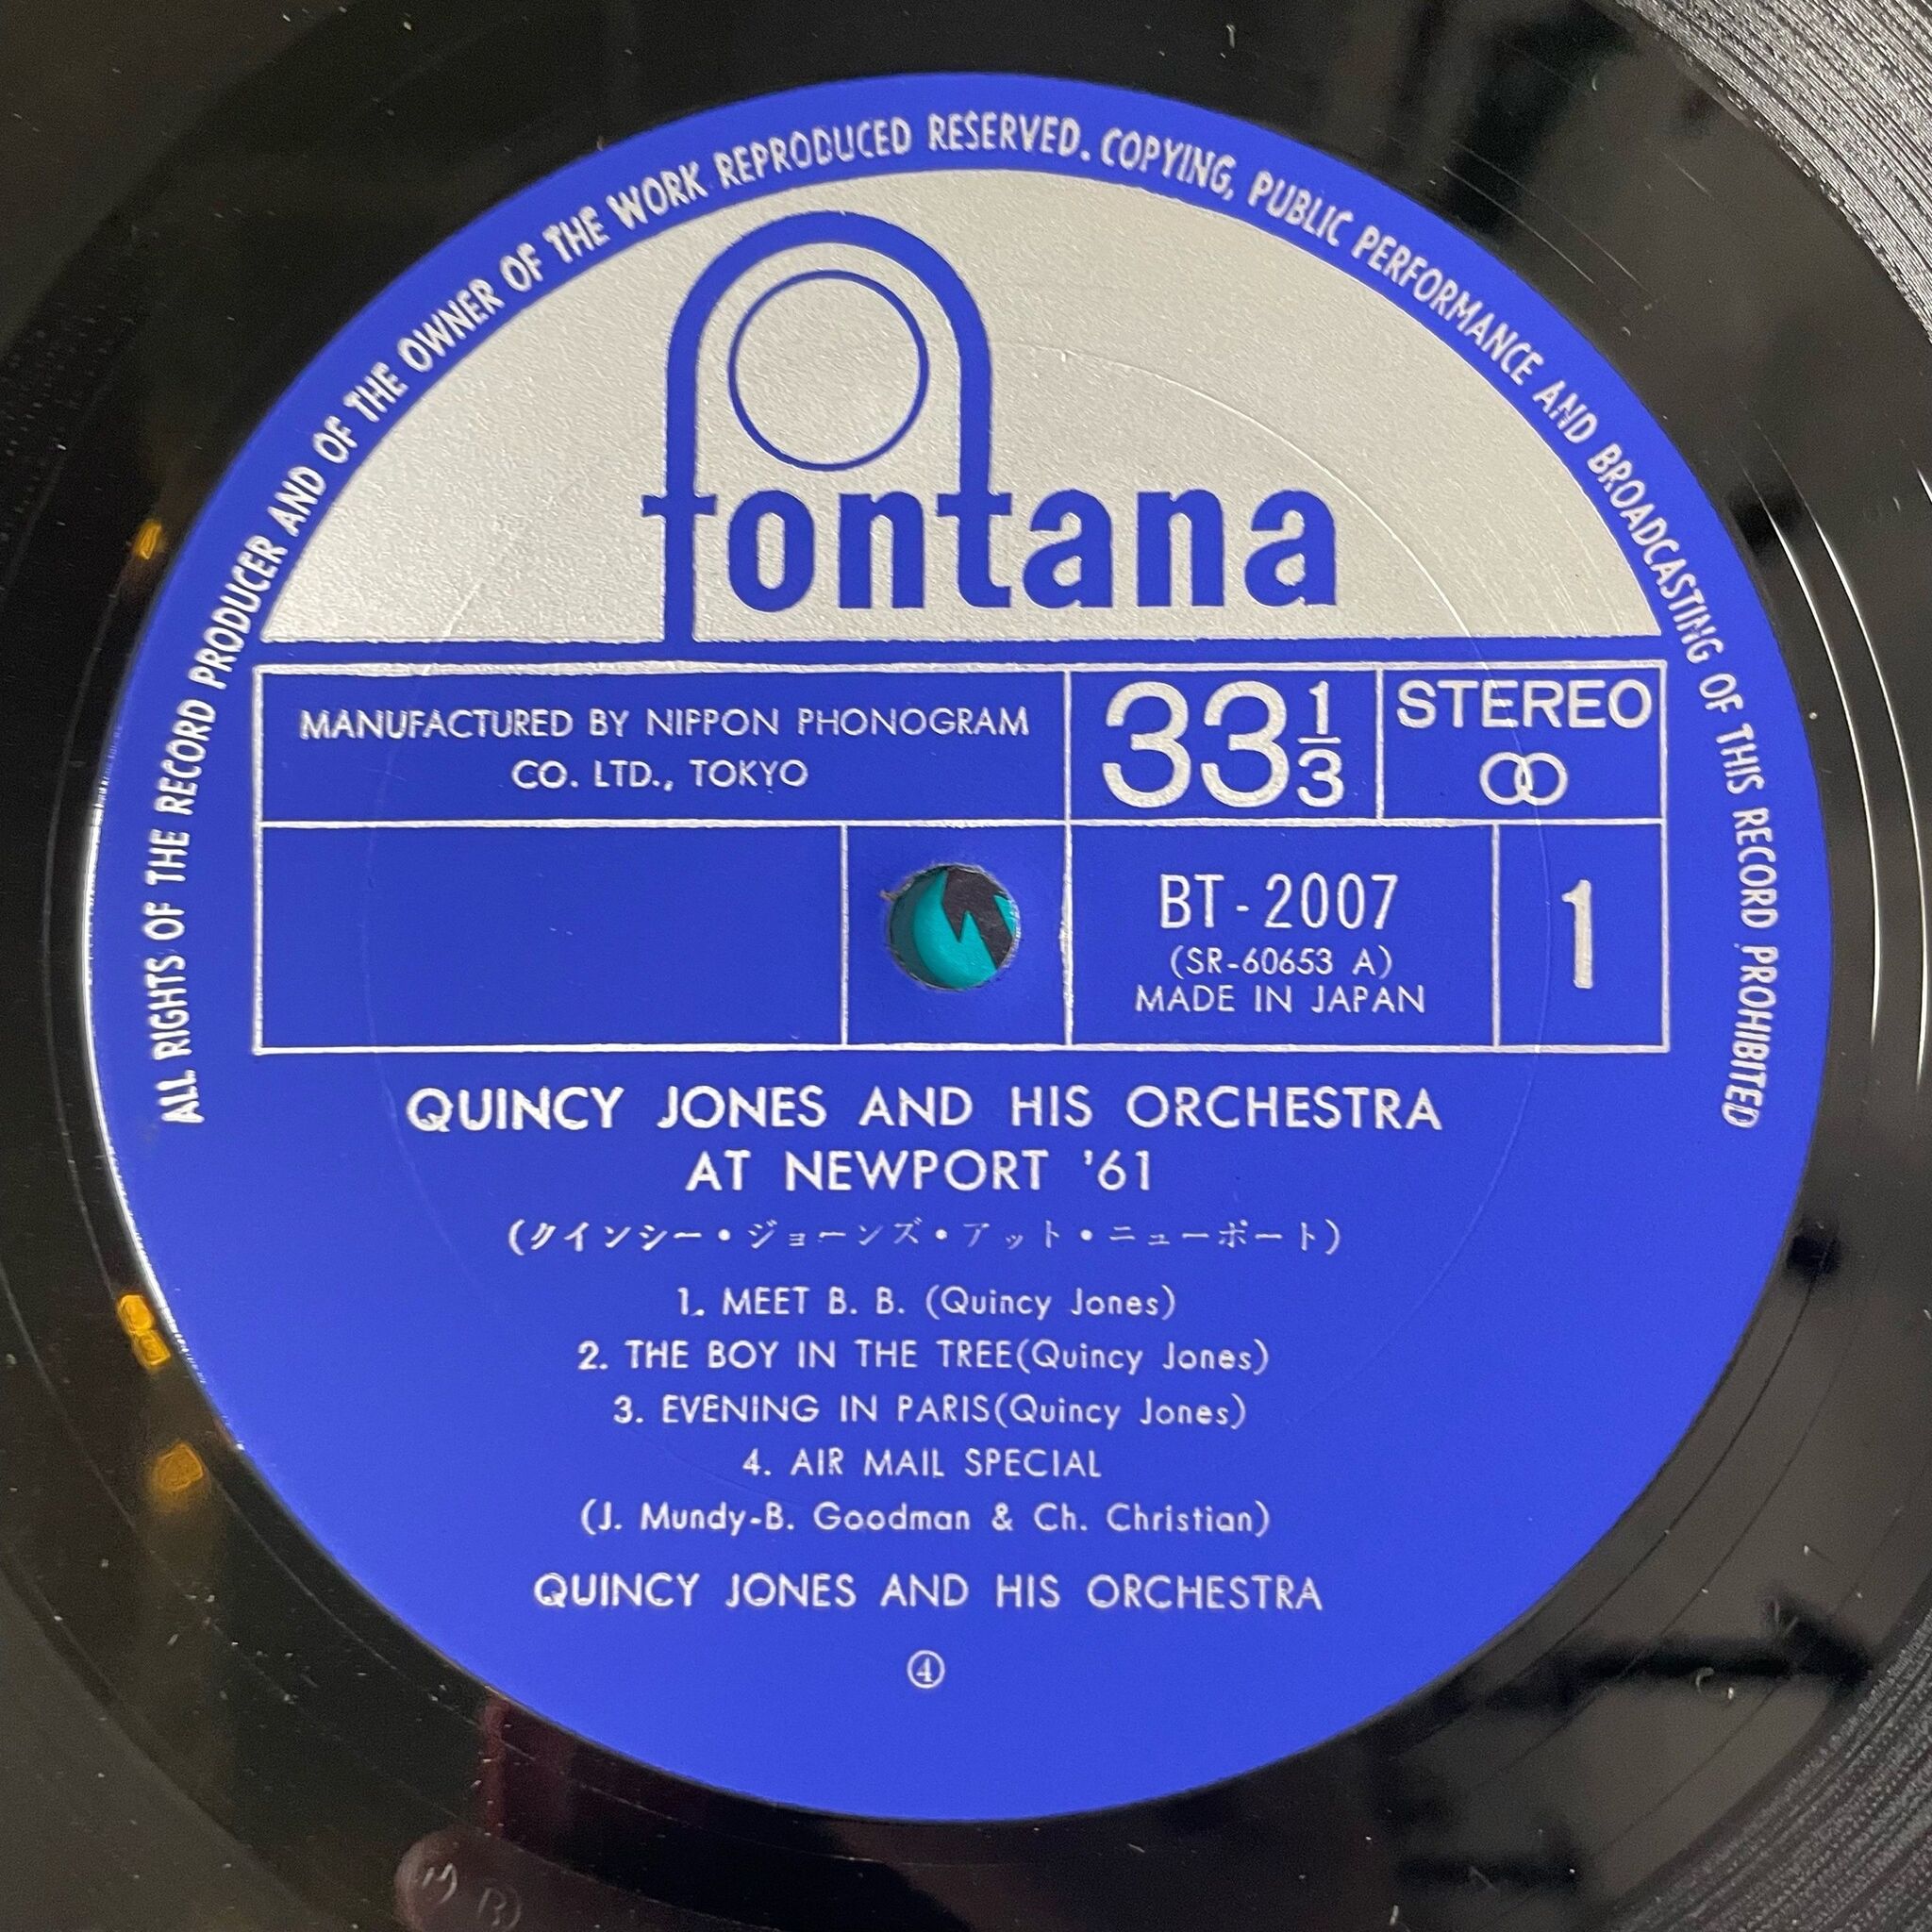 ALL RIGHTS OF THE RECORD PRODUCER AND OF THE OWNER OF THE WORK REPRODUCED RESERVED. COPYING, PUBLIC PERFORMANCE AND BROADCASTING OF THIS RECORD PROHIBITED
fontana
MANUFACTURED BY NIPPON PHONOGRAM
CO. LTD., TOKYO
33 1/3
STEREO
BT-2007
(SR-60653 A)
MADE IN JAPAN
1
QUINCY JONES AND HIS ORCHESTRA
AT NEWPORT '61
(クインシー・ジョーンズ・アット・ニューポート)
1. MEET B. B. (Quincy Jones)
2. THE BOY IN THE TREE(Quincy Jones)
3. EVENING IN PARIS(Quincy Jones)
4. AIR MAIL SPECIAL
(J. Mundy-B. Goodman & Ch. Christian)
QUINCY JONES AND HIS ORCHESTRA
④